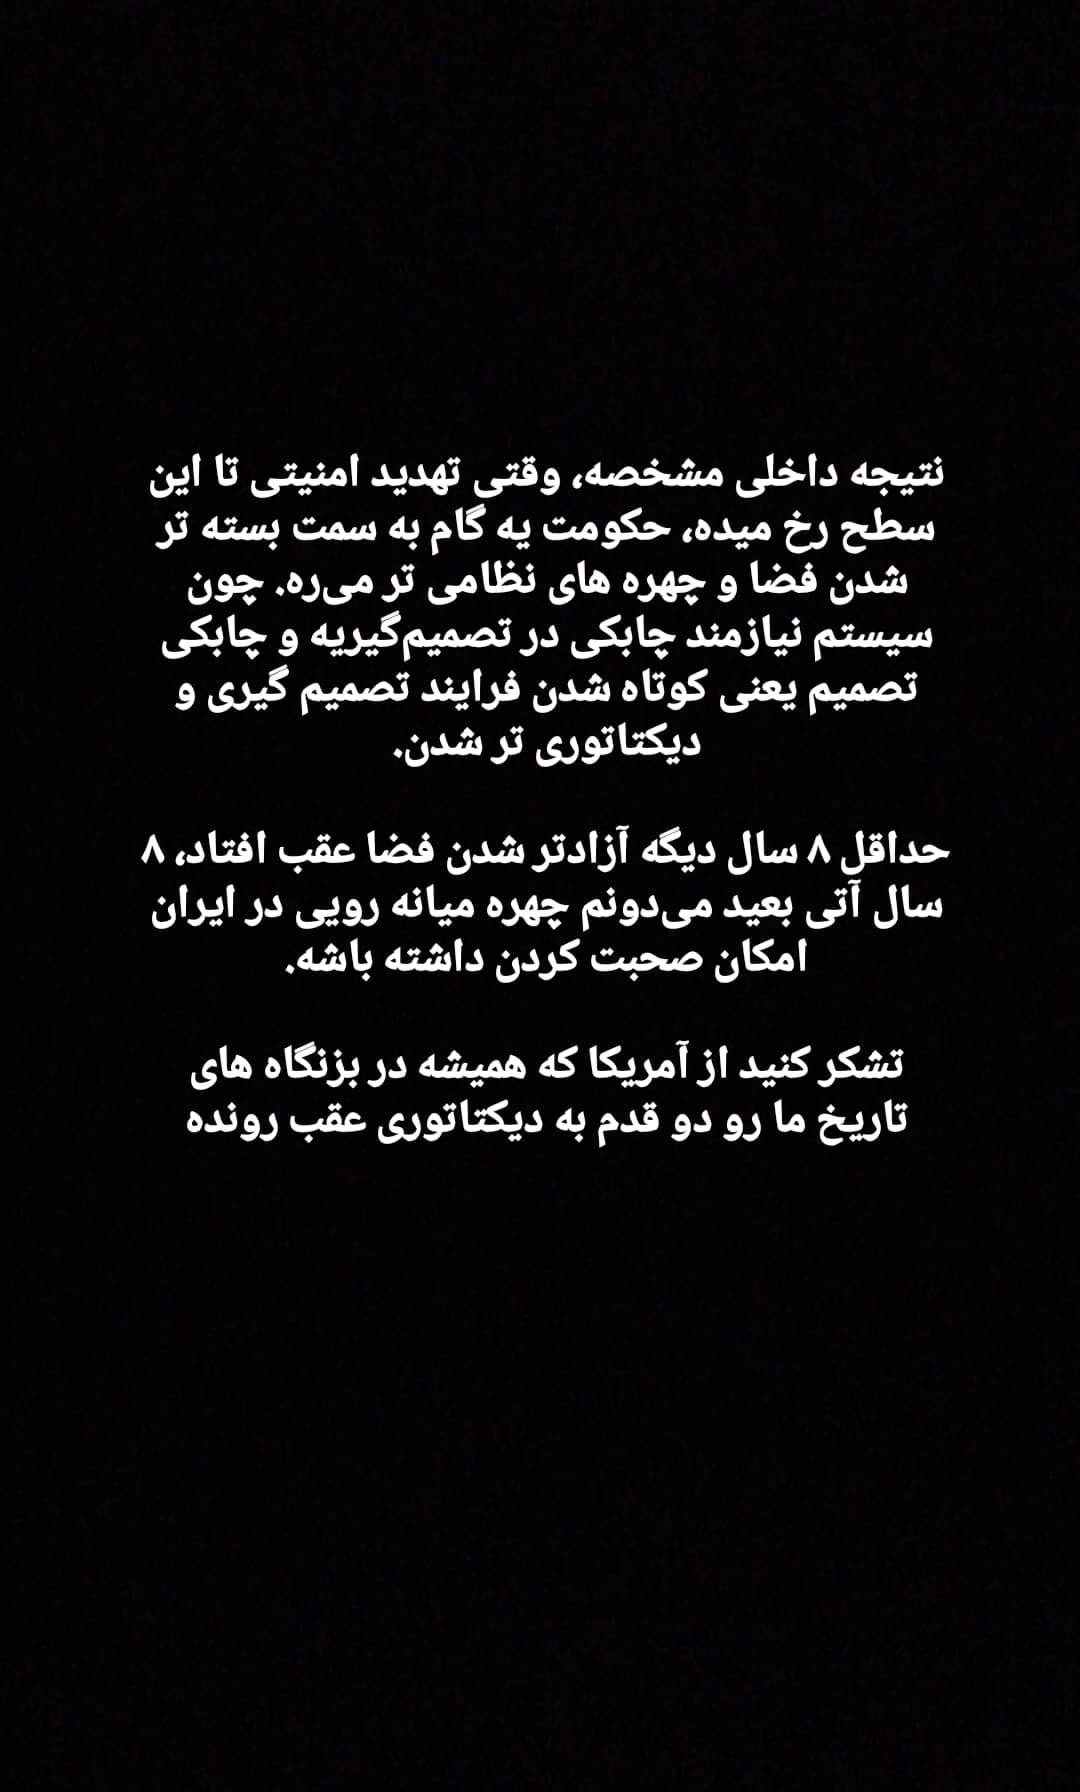 نتیجه داخلی مشخصه، وقتی تهدید امنیتی تا این
سطح رخ میده، حکومت یه گام به سمت بسته تر
شدن فضا و چهره های نظامی تر می‌ره. چون
سیستم نیازمند چابکی در تصمیم‌گیریه و چابکی
تصمیم یعنی کوتاه شدن فرایند تصمیم گیری و
دیکتاتوری تر شدن.
حداقل ۸ سال دیگه آزادتر شدن فضا عقب افتاد، ۸
سال آتی بعید می‌دونم چهره میانه رویی در ایران
امکان صحبت کردن داشته باشه.
تشکر کنید از آمریکا که همیشه در بزنگاه های
تاریخ ما رو دو قدم به دیکتاتوری عقب رونده